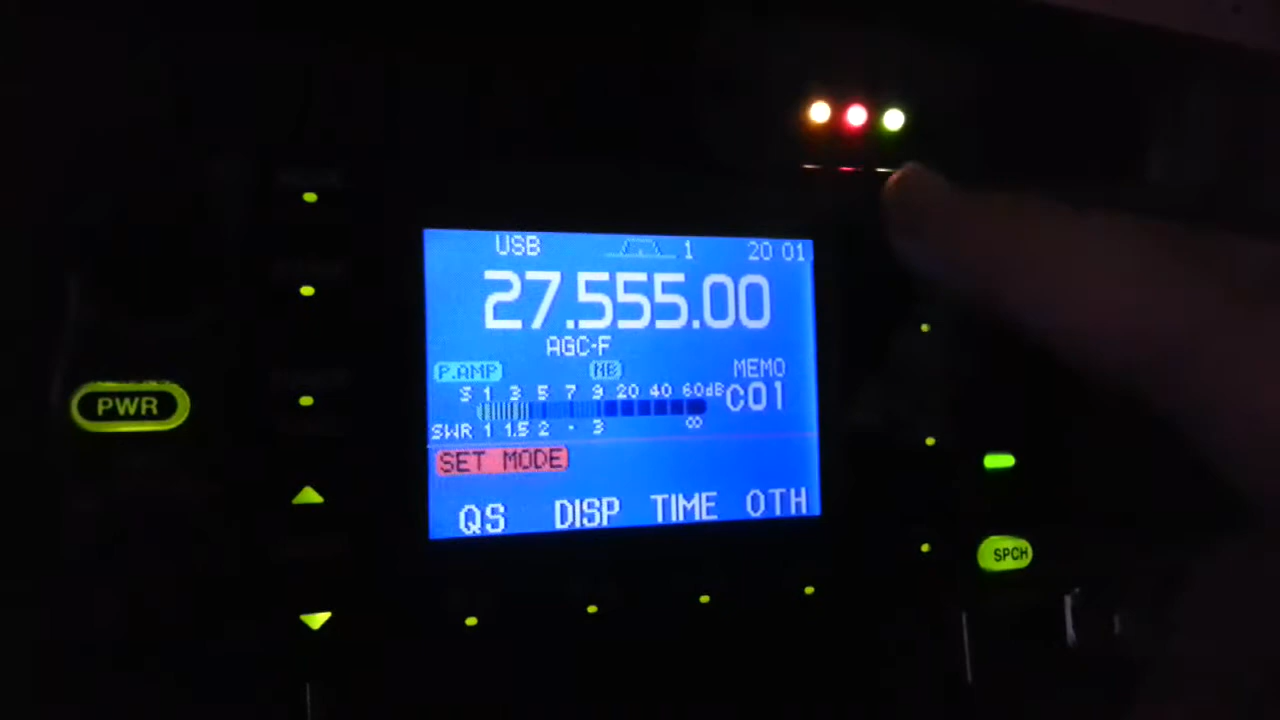 USB 1 20 01
27.555.00
AGC-F
P.AMP NB MEMO
S 1 3 5 7 9 20 40 60dB C01
SWR 1 1.5 2 - 3 ∞
SET MODE
QS DISP TIME OTH
PWR
SPCH